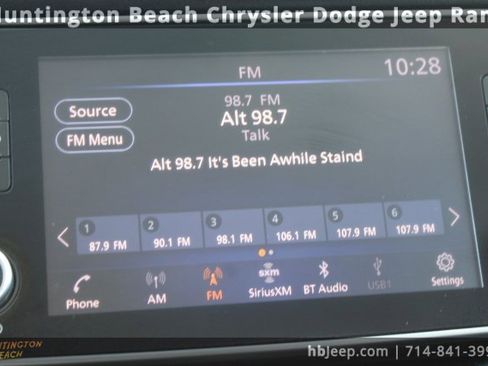 Huntington Beach Chrysler Dodge Jeep Ram
FM
10:28
Source
98.7 FM
Alt 98.7
FM Menu
Talk
Alt 98.7 It's Been Awhile Staind
1 2 3 4 5 6
87.9 FM 90.1 FM 98.1 FM 106.1 FM 107.9 FM 107.9 FM
sxm
Phone AM FM SiriusXM BT Audio USB1 Settings
HUNTINGTON
BEACH
hbjeep.com | 714-841-399